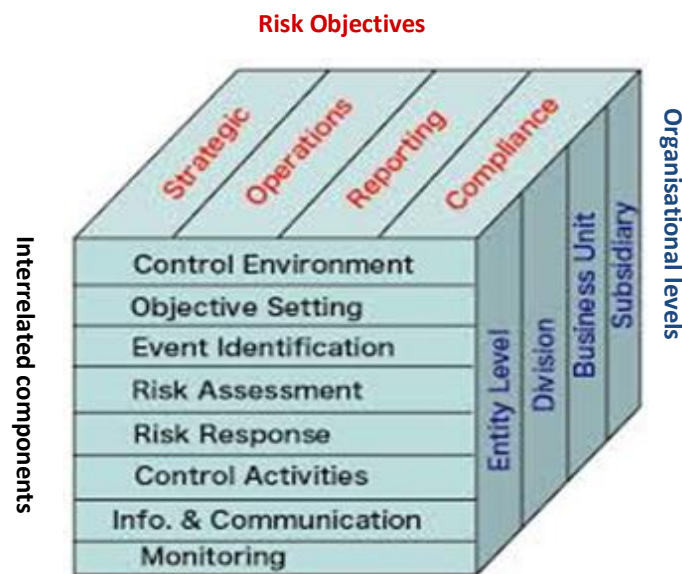 Risk Objectives
Strategic
Operations
Reporting
Compliance
Interrelated components
Control Environment
Objective Setting
Event Identification
Risk Assessment
Risk Response
Control Activities
Info. & Communication
Monitoring
Entity Level
Division
Business Unit
Subsidiary
Organisational levels